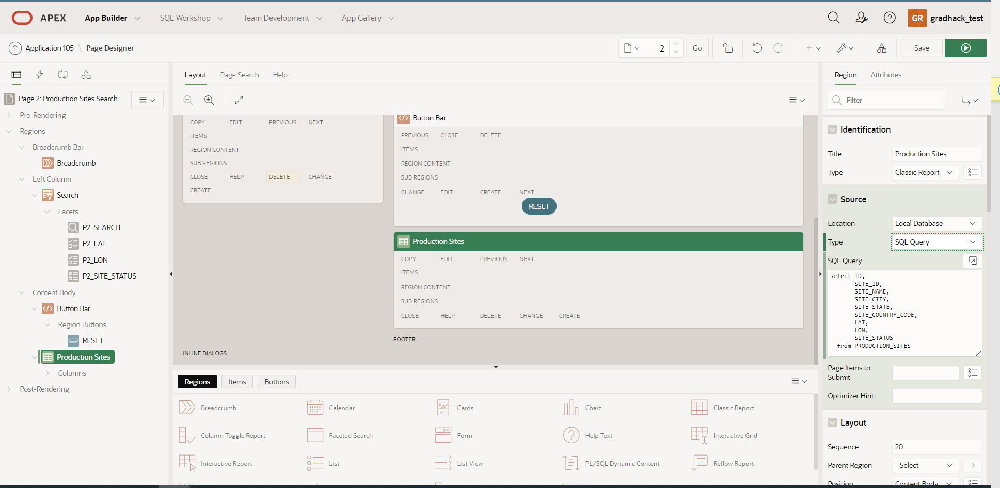 APEX App Builder SQL Workshop Team Development App Gallery GR gradhack_test
Application 105 \ Page Designer 2 Go Save
Layout Page Search Help
Region Attributes
Page 2: Production Sites Search
Pre-Rendering
Regions
Breadcrumb Bar
Breadcrumb
Left Column
Search
Facets
P2_SEARCH
P2_LAT
P2_LON
P2_SITE_STATUS
Content Body
Button Bar
Region Buttons
RESET
Production Sites
Columns
Post-Rendering
COPY EDIT PREVIOUS NEXT
ITEMS
REGION CONTENT
SUB REGIONS
CLOSE HELP DELETE CHANGE
CREATE
Button Bar
PREVIOUS CLOSE DELETE
ITEMS
REGION CONTENT
SUB REGIONS
CHANGE EDIT CREATE NEXT
RESET
Production Sites
COPY EDIT PREVIOUS NEXT
ITEMS
REGION CONTENT
SUB REGIONS
CLOSE HELP DELETE CHANGE CREATE
FOOTER
INLINE DIALOGS
Regions Items Buttons
Breadcrumb Calendar Cards Chart Classic Report
Column Toggle Report Faceted Search Form Help Text Interactive Grid
Interactive Report List List View PL/SQL Dynamic Content Reflow Report
Filter
Identification
Title Production Sites
Type Classic Report
Source
Location Local Database
Type SQL Query
SQL Query
select ID,
SITE_ID,
SITE_NAME,
SITE_CITY,
SITE_STATE,
SITE_COUNTRY_CODE,
LAT,
LON,
SITE_STATUS
from PRODUCTION_SITES
Page Items to
Submit
Optimizer Hint
Layout
Sequence 20
Parent Region - Select -
Position Content Body